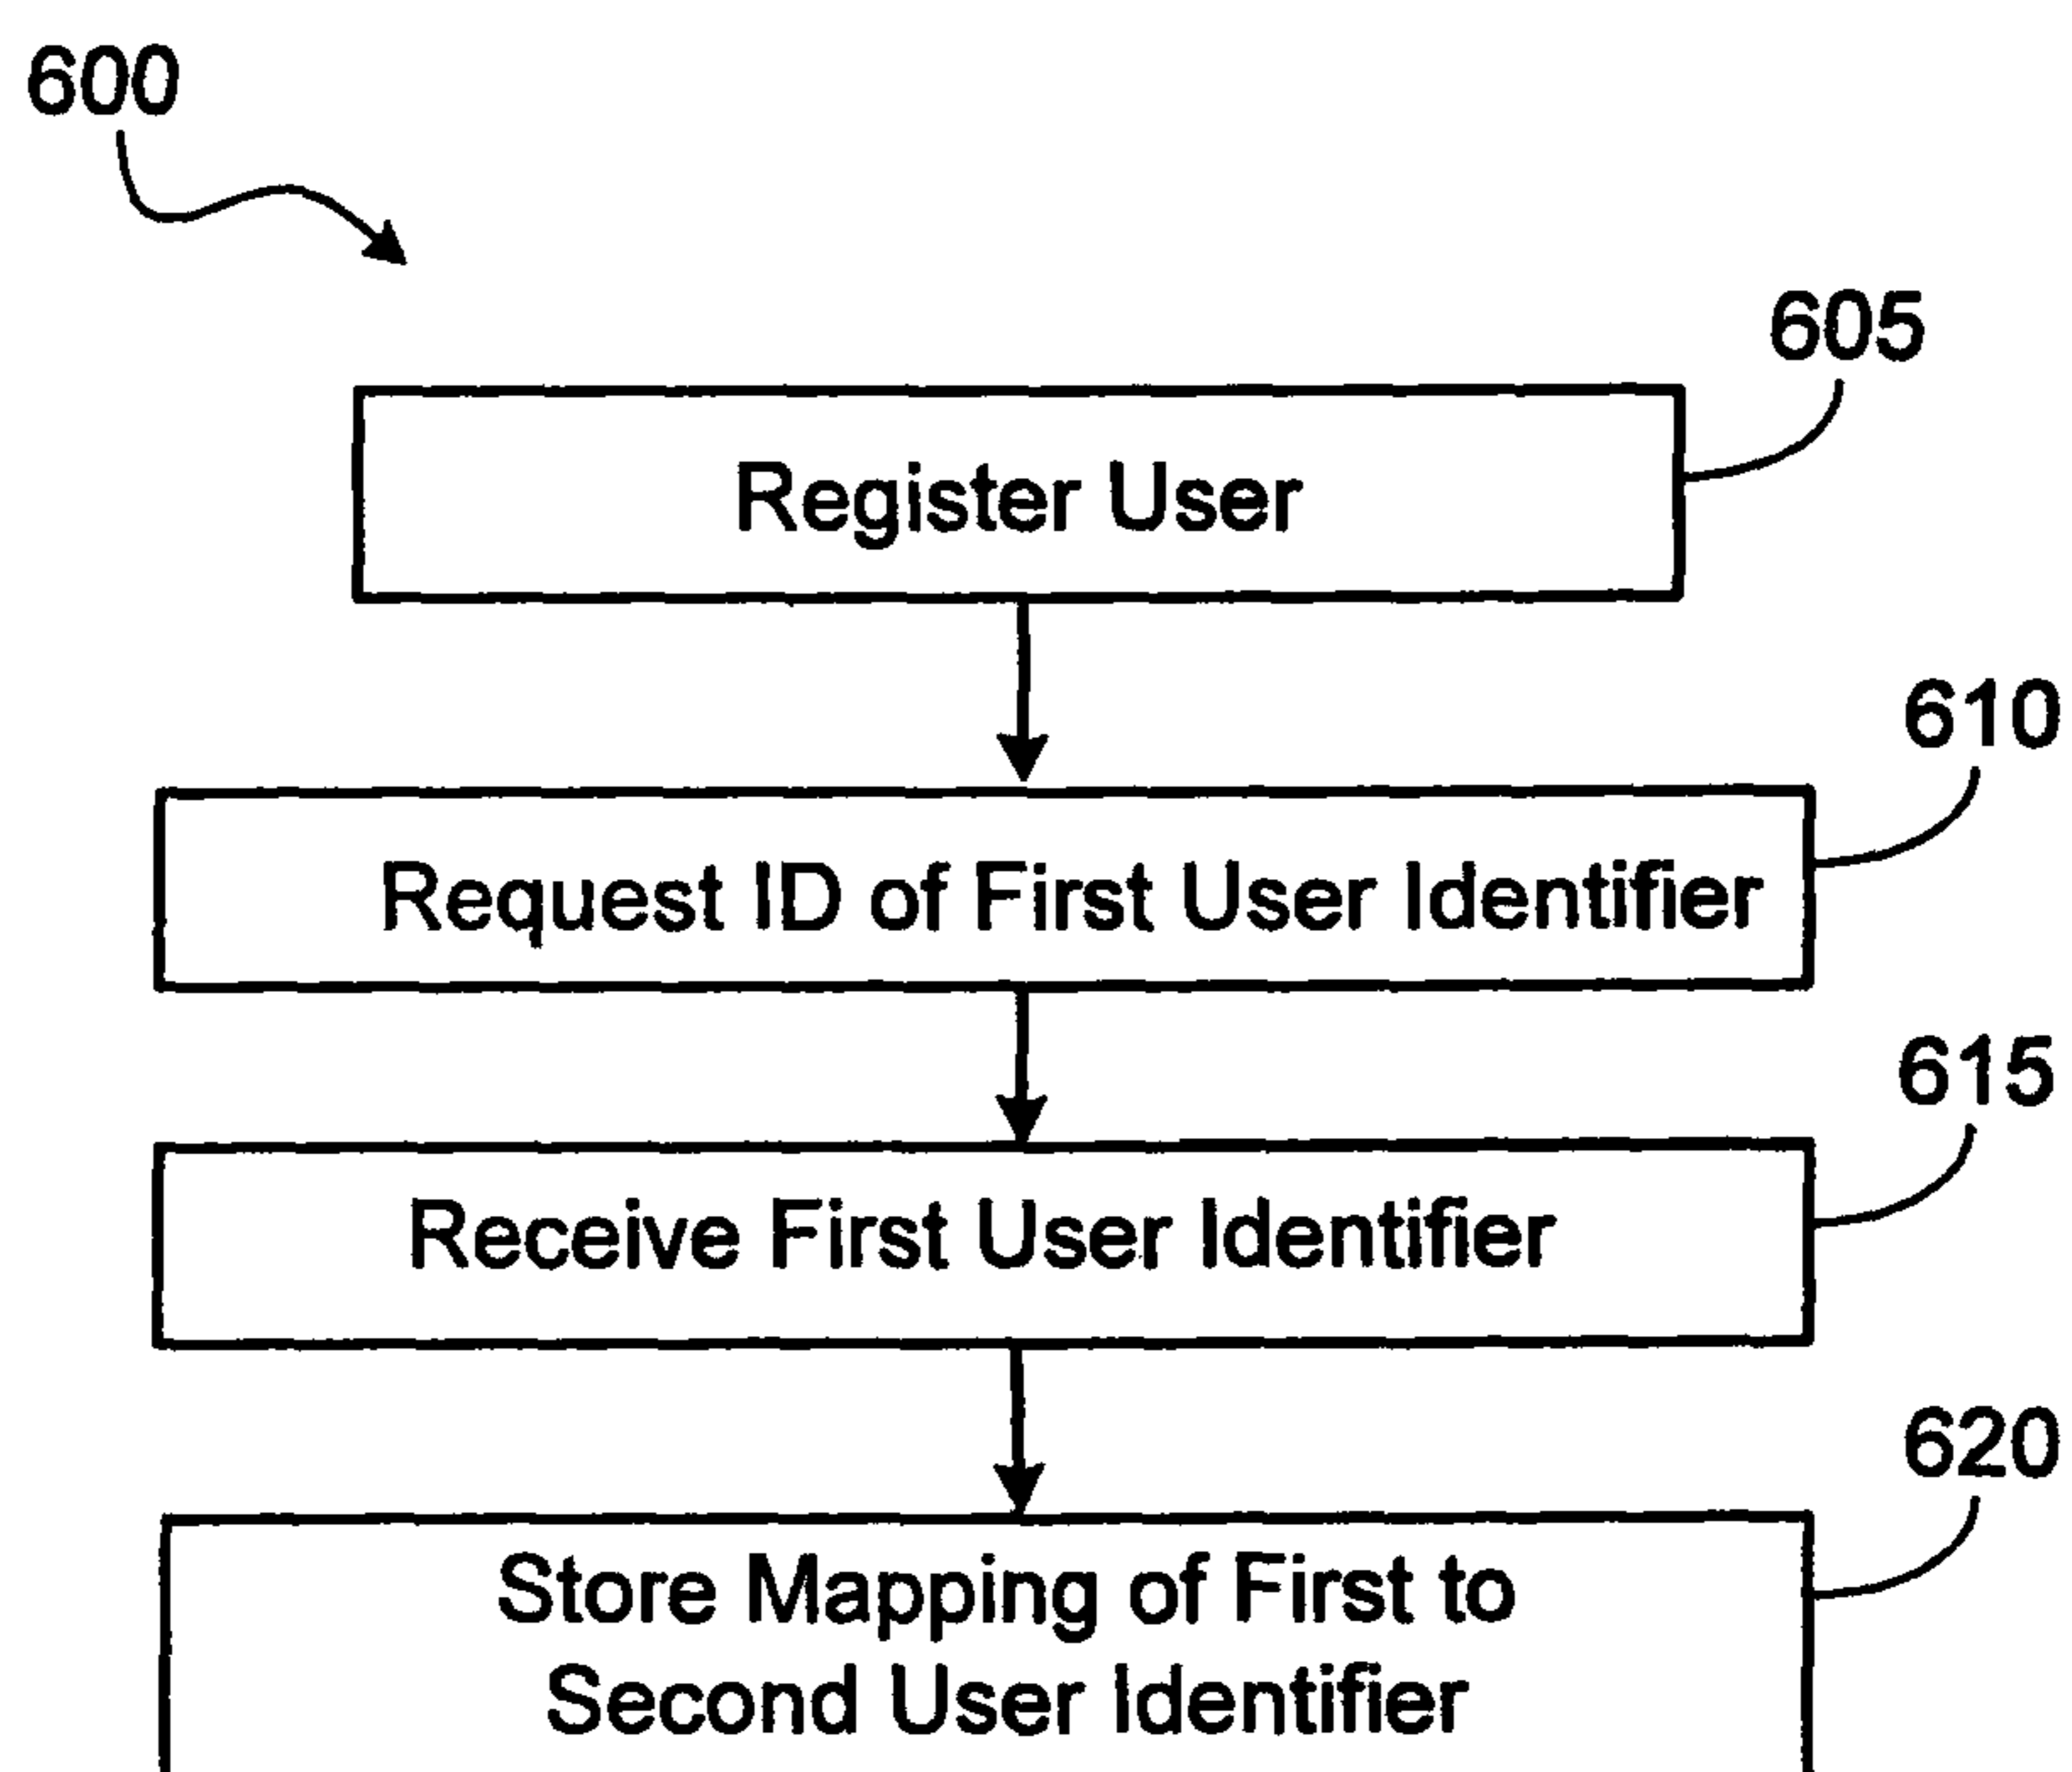 600
605
Register User
610
Request ID of First User Identifier
615
Receive First User Identifier
620
Store Mapping of First to
Second User Identifier